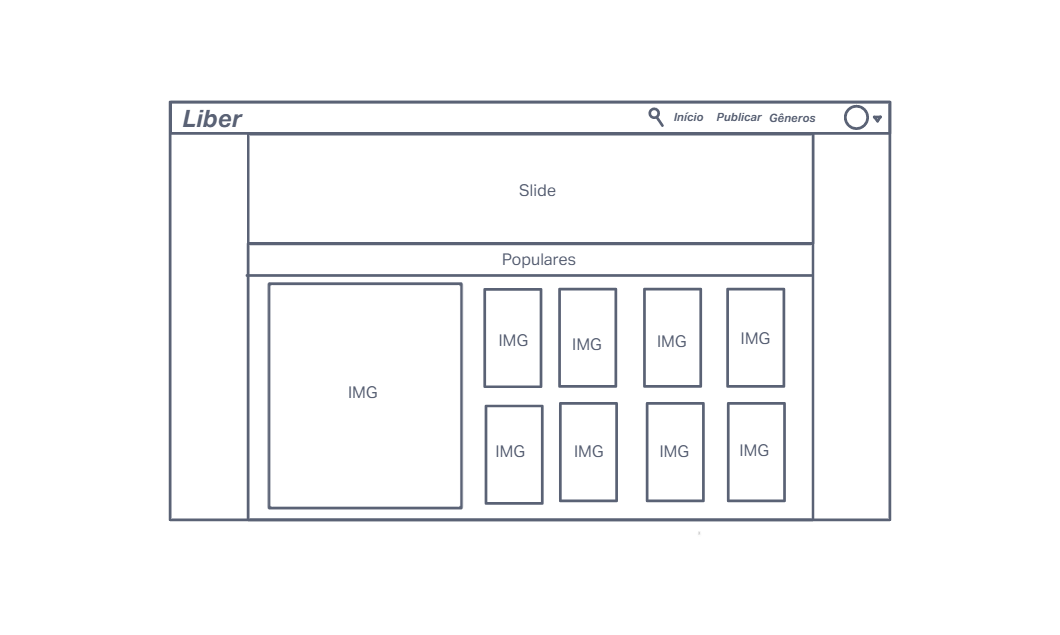 Liber
Início Publicar Gêneros
Slide
Populares
IMG
IMG IMG IMG IMG
IMG IMG IMG IMG